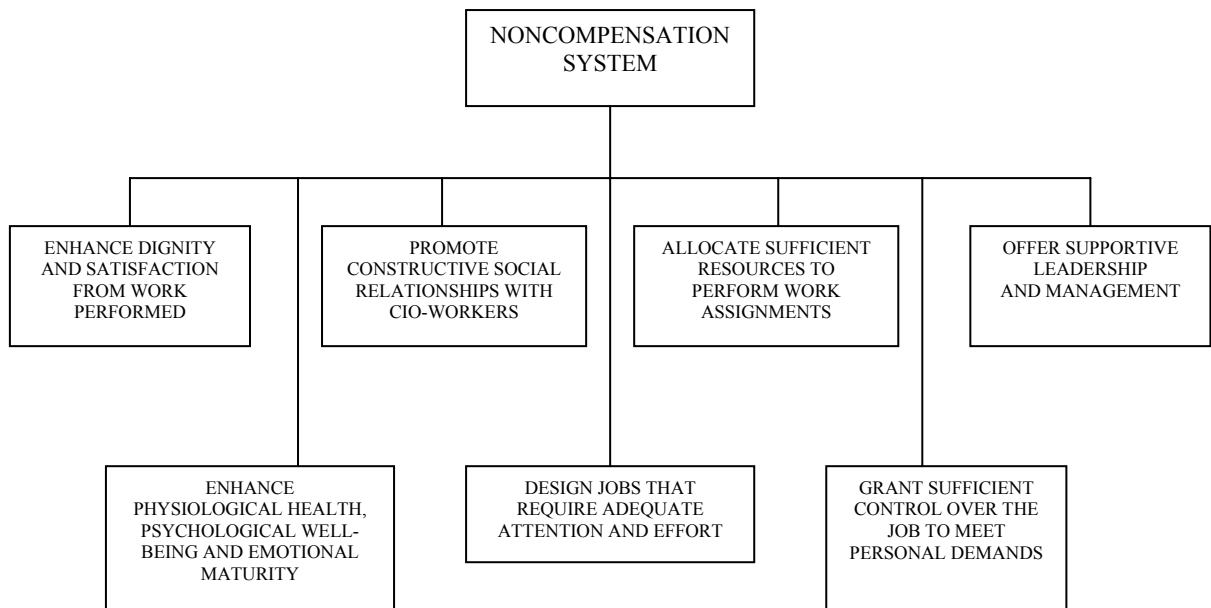 NONCOMPENSATION
SYSTEM
ENHANCE DIGNITY
AND SATISFACTION
FROM WORK
PERFORMED
PROMOTE
CONSTRUCTIVE SOCIAL
RELATIONSHIPS WITH
CIO-WORKERS
ALLOCATE SUFFICIENT
RESOURCES TO
PERFORM WORK
ASSIGNMENTS
OFFER SUPPORTIVE
LEADERSHIP
AND MANAGEMENT
ENHANCE
PHYSIOLOGICAL HEALTH,
PSYCHOLOGICAL WELL-
BEING AND EMOTIONAL
MATURITY
DESIGN JOBS THAT
REQUIRE ADEQUATE
ATTENTION AND EFFORT
GRANT SUFFICIENT
CONTROL OVER THE
JOB TO MEET
PERSONAL DEMANDS